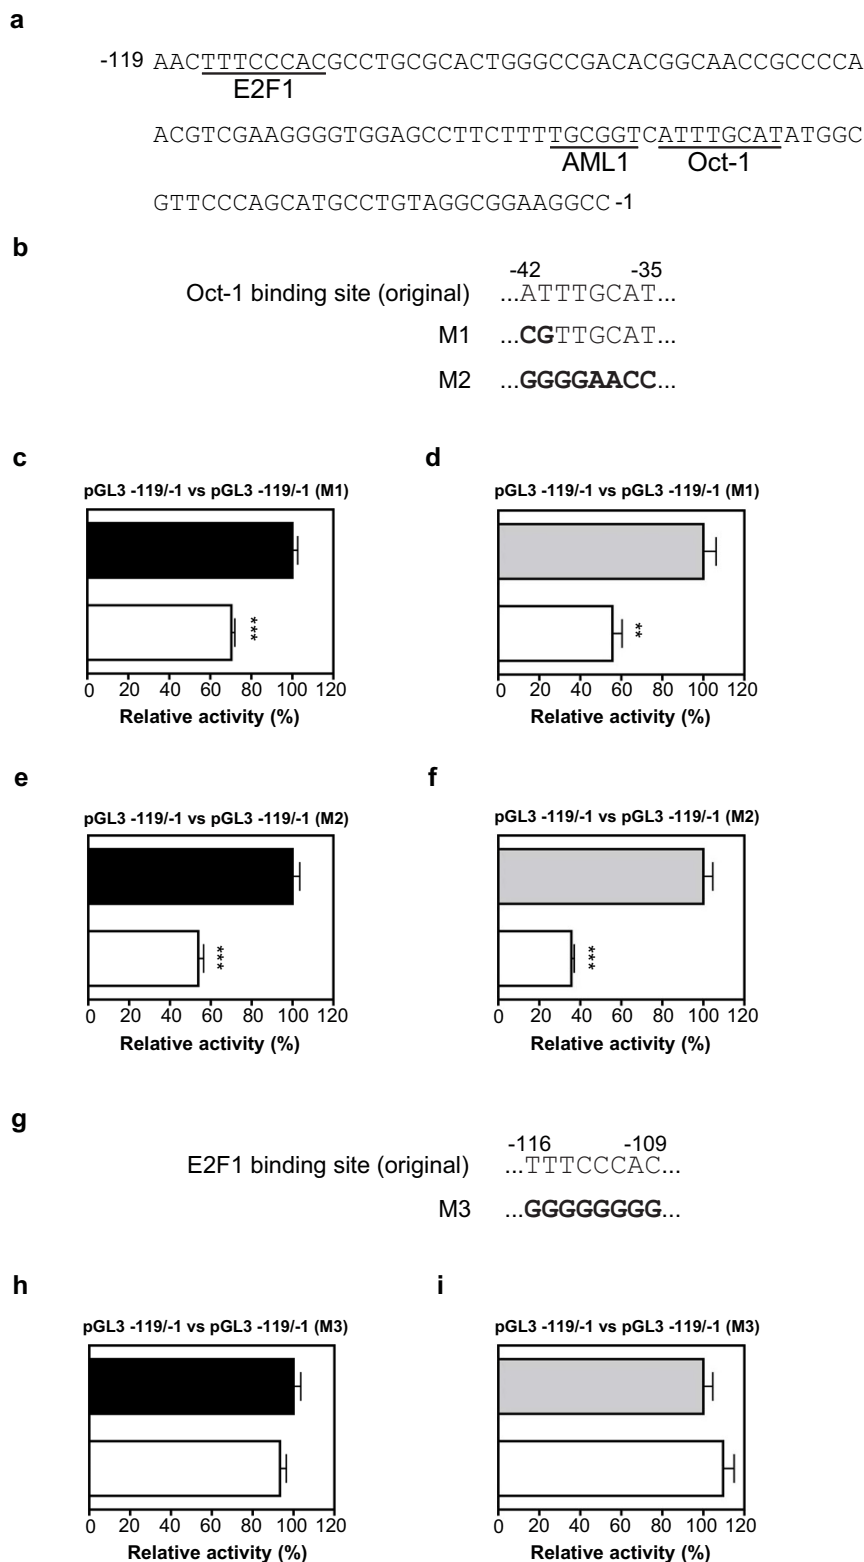 a
-119 AACTTTCCCACGCCTGCGCACTGGGCCGACACGGCAACCGCCCCA
E2F1
ACGTCGAAGGGGTGGAGCCTTCTTTTGCGGTCATTTGCATATGGC
AML1 Oct-1
GTTCCCAGCATGCCTGTAGGCGGAAGGCC -1
b
-42 -35
Oct-1 binding site (original) ...ATTTGCAT...
M1 ...CGTTGCAT...
M2 ...GGGGAACC...
c
pGL3 -119/-1 vs pGL3 -119/-1 (M1)
***
0 20 40 60 80 100 120
Relative activity (%)
d
pGL3 -119/-1 vs pGL3 -119/-1 (M1)
**
0 20 40 60 80 100 120
Relative activity (%)
e
pGL3 -119/-1 vs pGL3 -119/-1 (M2)
***
0 20 40 60 80 100 120
Relative activity (%)
f
pGL3 -119/-1 vs pGL3 -119/-1 (M2)
***
0 20 40 60 80 100 120
Relative activity (%)
g
-116 -109
E2F1 binding site (original) ...TTTCCCAC...
M3 ...GGGGGGGG...
h
pGL3 -119/-1 vs pGL3 -119/-1 (M3)
0 20 40 60 80 100 120
Relative activity (%)
i
pGL3 -119/-1 vs pGL3 -119/-1 (M3)
0 20 40 60 80 100 120
Relative activity (%)